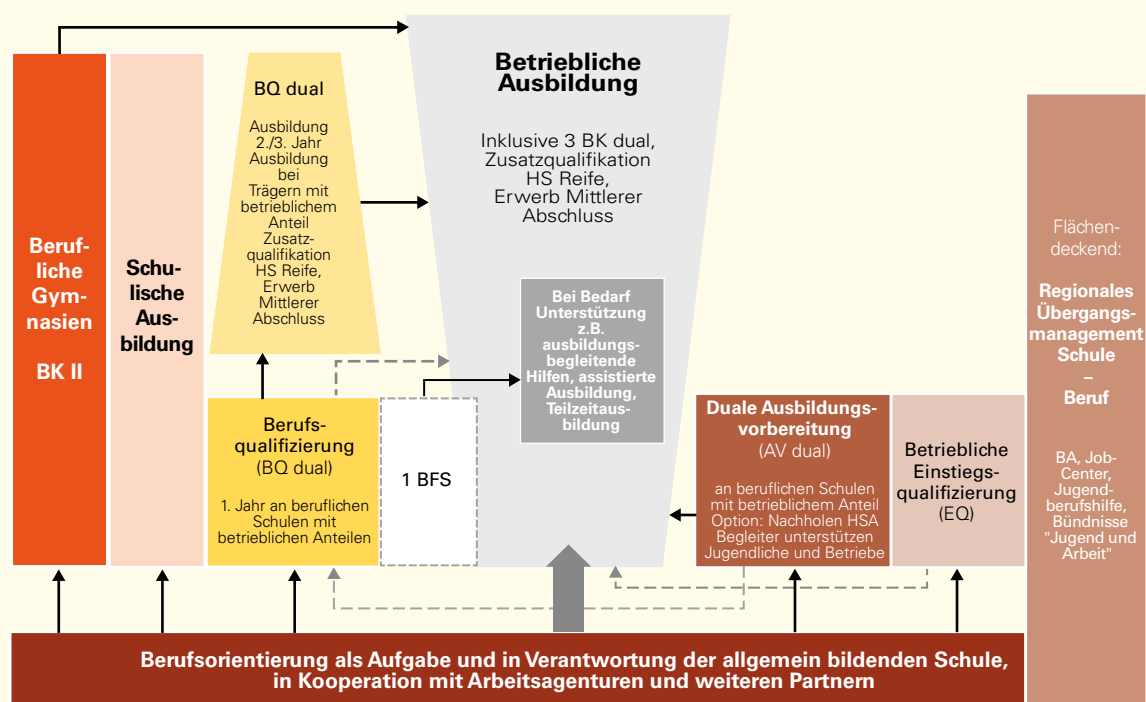 Beruf-
liche
Gym-
nasien
BK II
Schu-
lische
Aus-
bildung
BQ dual
Ausbildung
2./3. Jahr
Ausbildung
bei
Trägern mit
betrieblichem
Anteil
Zusatz-
qualifikation
HS Reife,
Erwerb
Mittlerer
Abschluss
Betriebliche
Ausbildung
Inklusive 3 BK dual,
Zusatzqualifikation
HS Reife,
Erwerb Mittlerer
Abschluss
Bei Bedarf
Unterstützung
z.B.
ausbildungs-
begleitende
Hilfen, assistierte
Ausbildung,
Teilzeitaus-
bildung
Berufs-
qualifizierung
(BQ dual)
1. Jahr an beruflichen
Schulen mit
betrieblichen Anteilen
1 BFS
Duale Ausbildungs-
vorbereitung
(AV dual)
an beruflichen Schulen
mit betrieblichem Anteil
Option: Nachholen HSA
Begleiter unterstützen
Jugendliche und Betriebe
Betriebliche
Einstiegs-
qualifizierung
(EQ)
Flächen-
deckend:
Regionales
Übergangs-
management
Schule
–
Beruf
BA, Job-
Center,
Jugend-
berufshilfe,
Bündnisse
"Jugend und
Arbeit"
Berufsorientierung als Aufgabe und in Verantwortung der allgemein bildenden Schule,
in Kooperation mit Arbeitsagenturen und weiteren Partnern